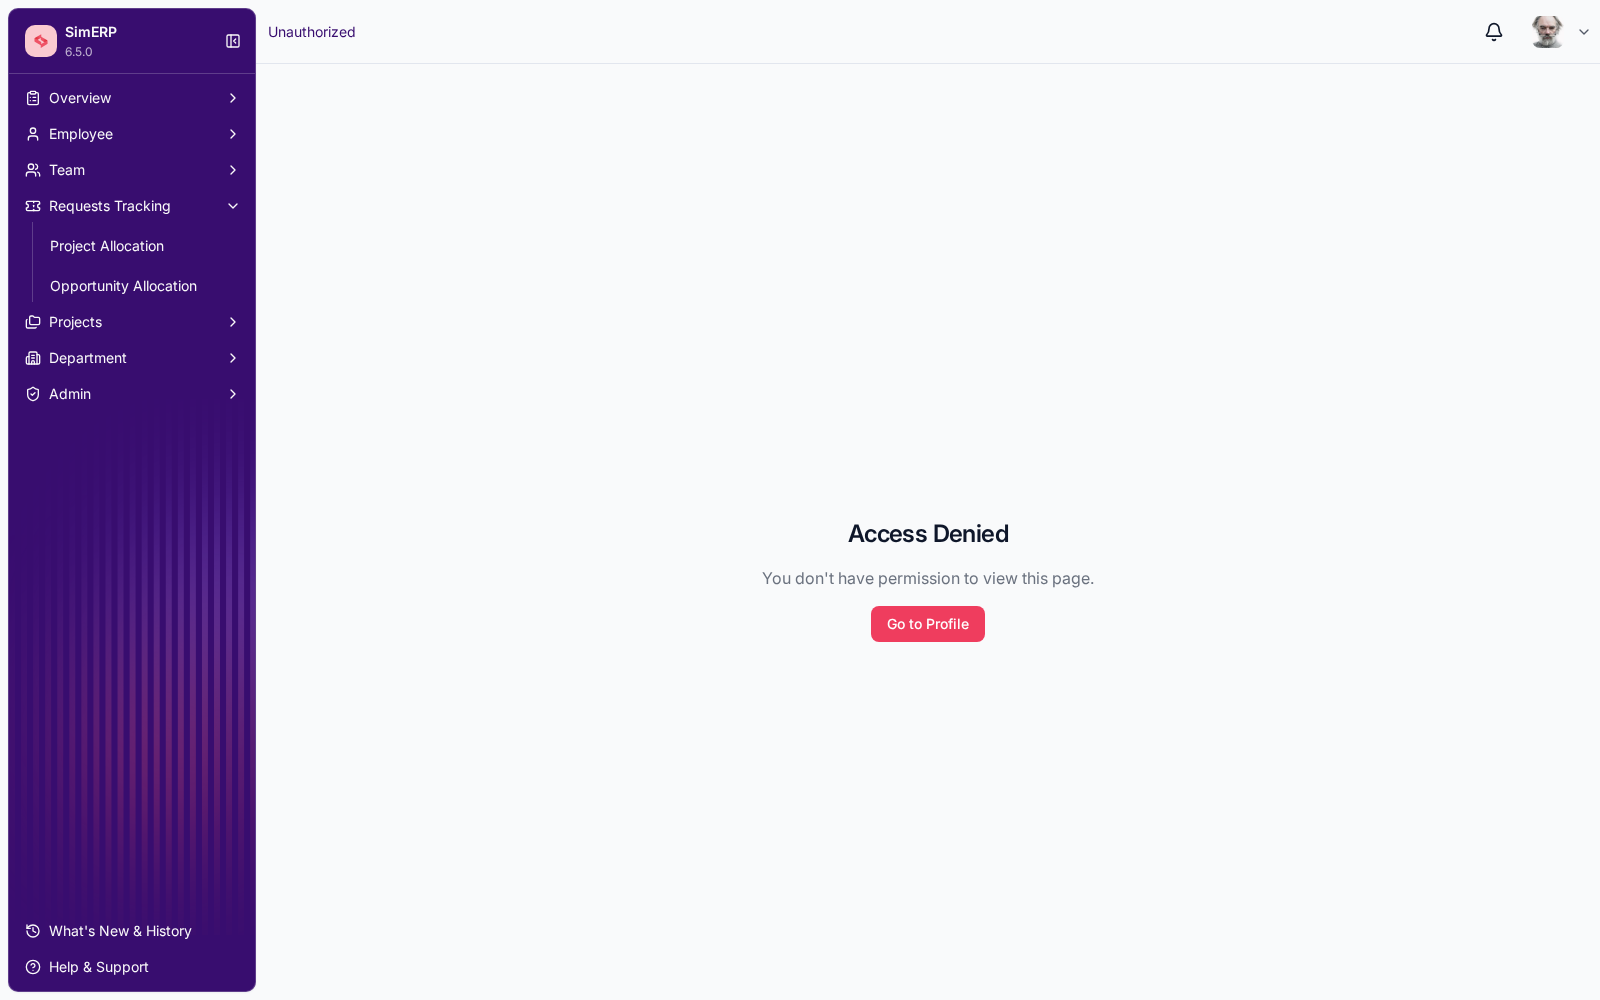 SimERP
6.5.0
Overview
Employee
Team
Requests Tracking
Project Allocation
Opportunity Allocation
Projects
Department
Admin
What's New & History
Help & Support
Unauthorized
Access Denied
You don't have permission to view this page.
Go to Profile